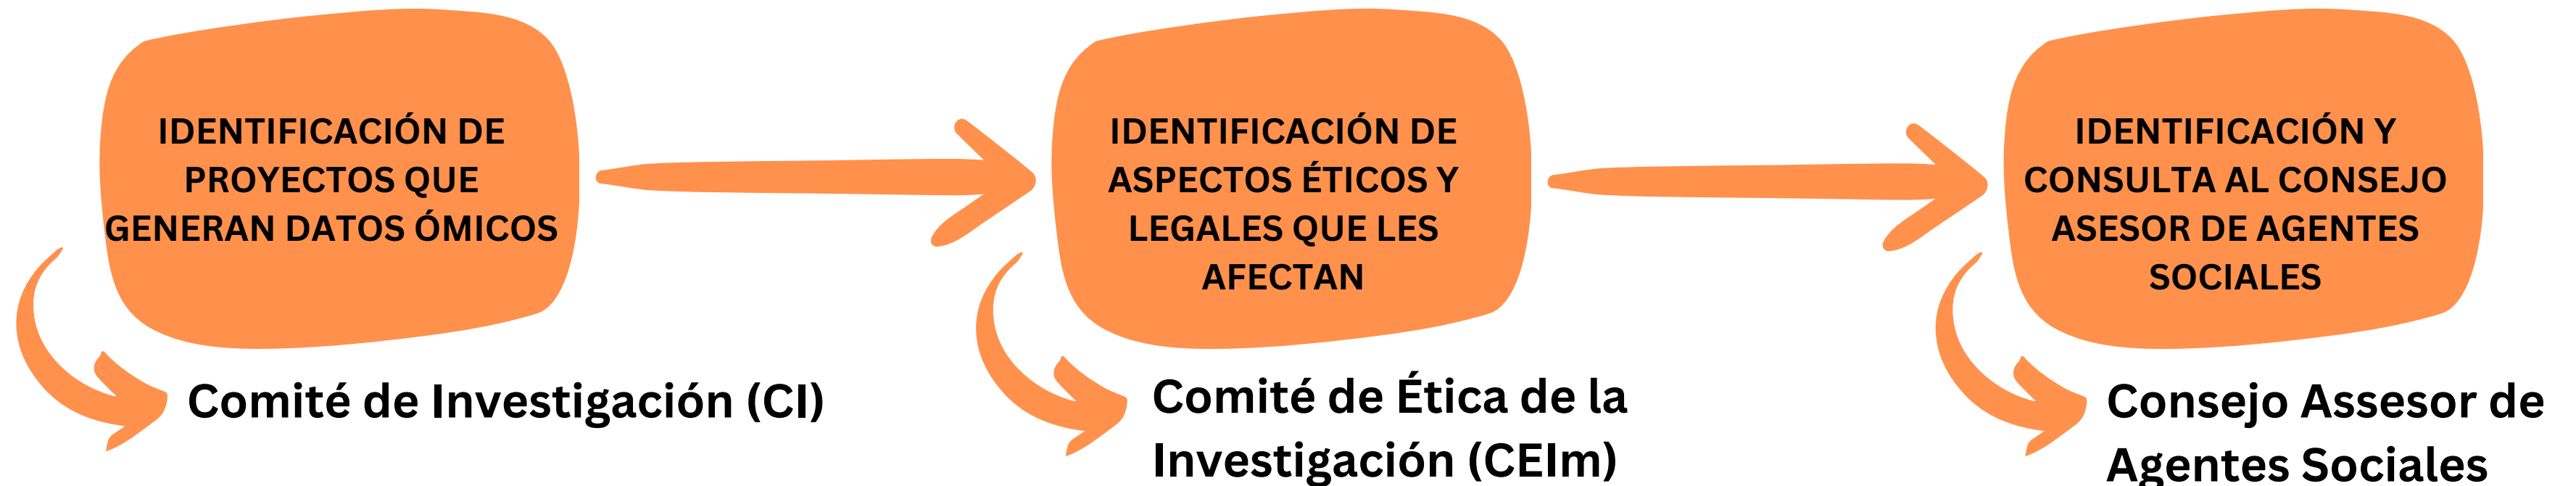 IDENTIFICACIÓN DE
PROYECTOS QUE
GENERAN DATOS ÓMICOS
Comité de Investigación (CI)
IDENTIFICACIÓN DE
ASPECTOS ÉTICOS Y
LEGALES QUE LES
AFECTAN
Comité de Ética de la
Investigación (CEIm)
IDENTIFICACIÓN Y
CONSULTA AL CONSEJO
ASESOR DE AGENTES
SOCIALES
Consejo Assesor de
Agentes Sociales